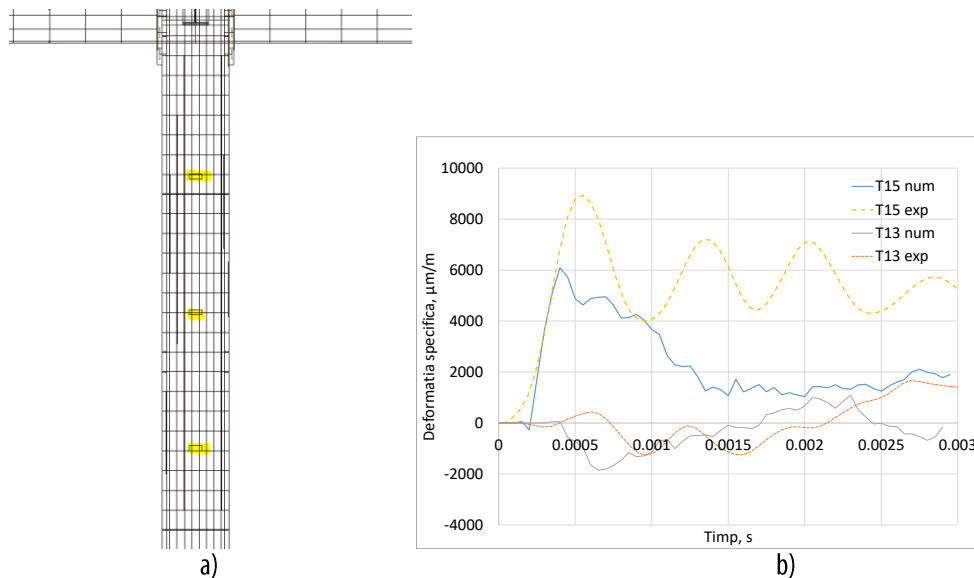 10000
8000
6000
4000
2000
0
-2000
-4000
0
0.0005
0.001
0.0015
0.002
0.0025
0.003
Deformatia specifica, µm/m
Timp, s
T15 num
T15 exp
T13 num
T13 exp
a)
b)